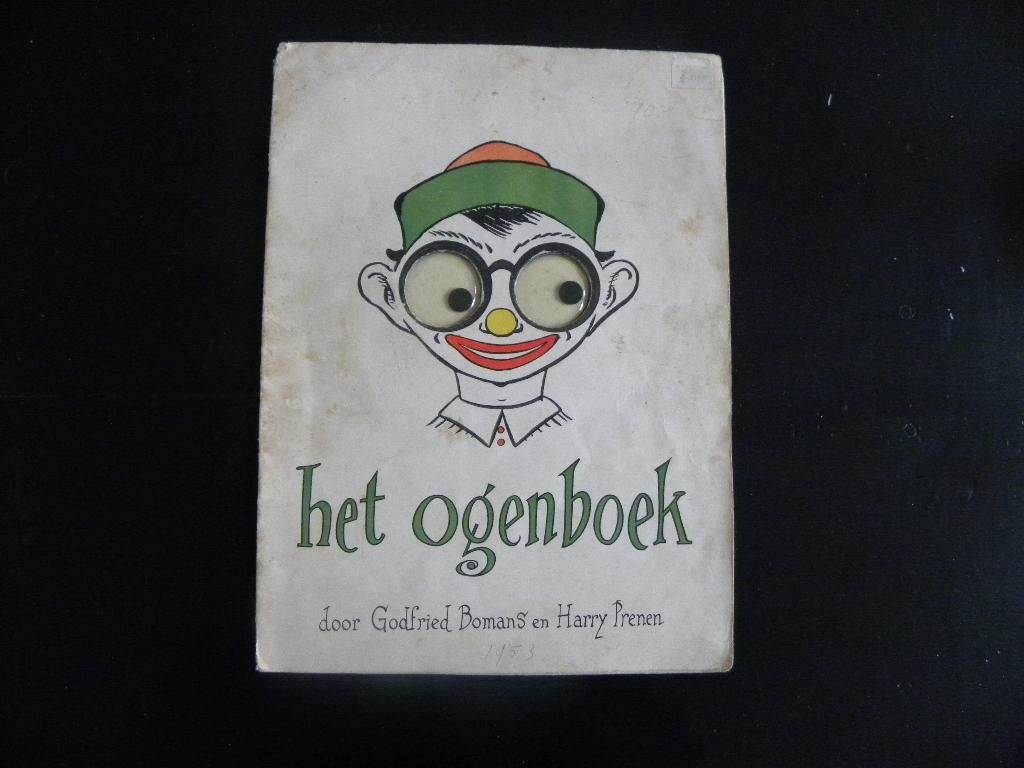 het ogenboek
door Godfried Bomans en Harry Prenen
1953